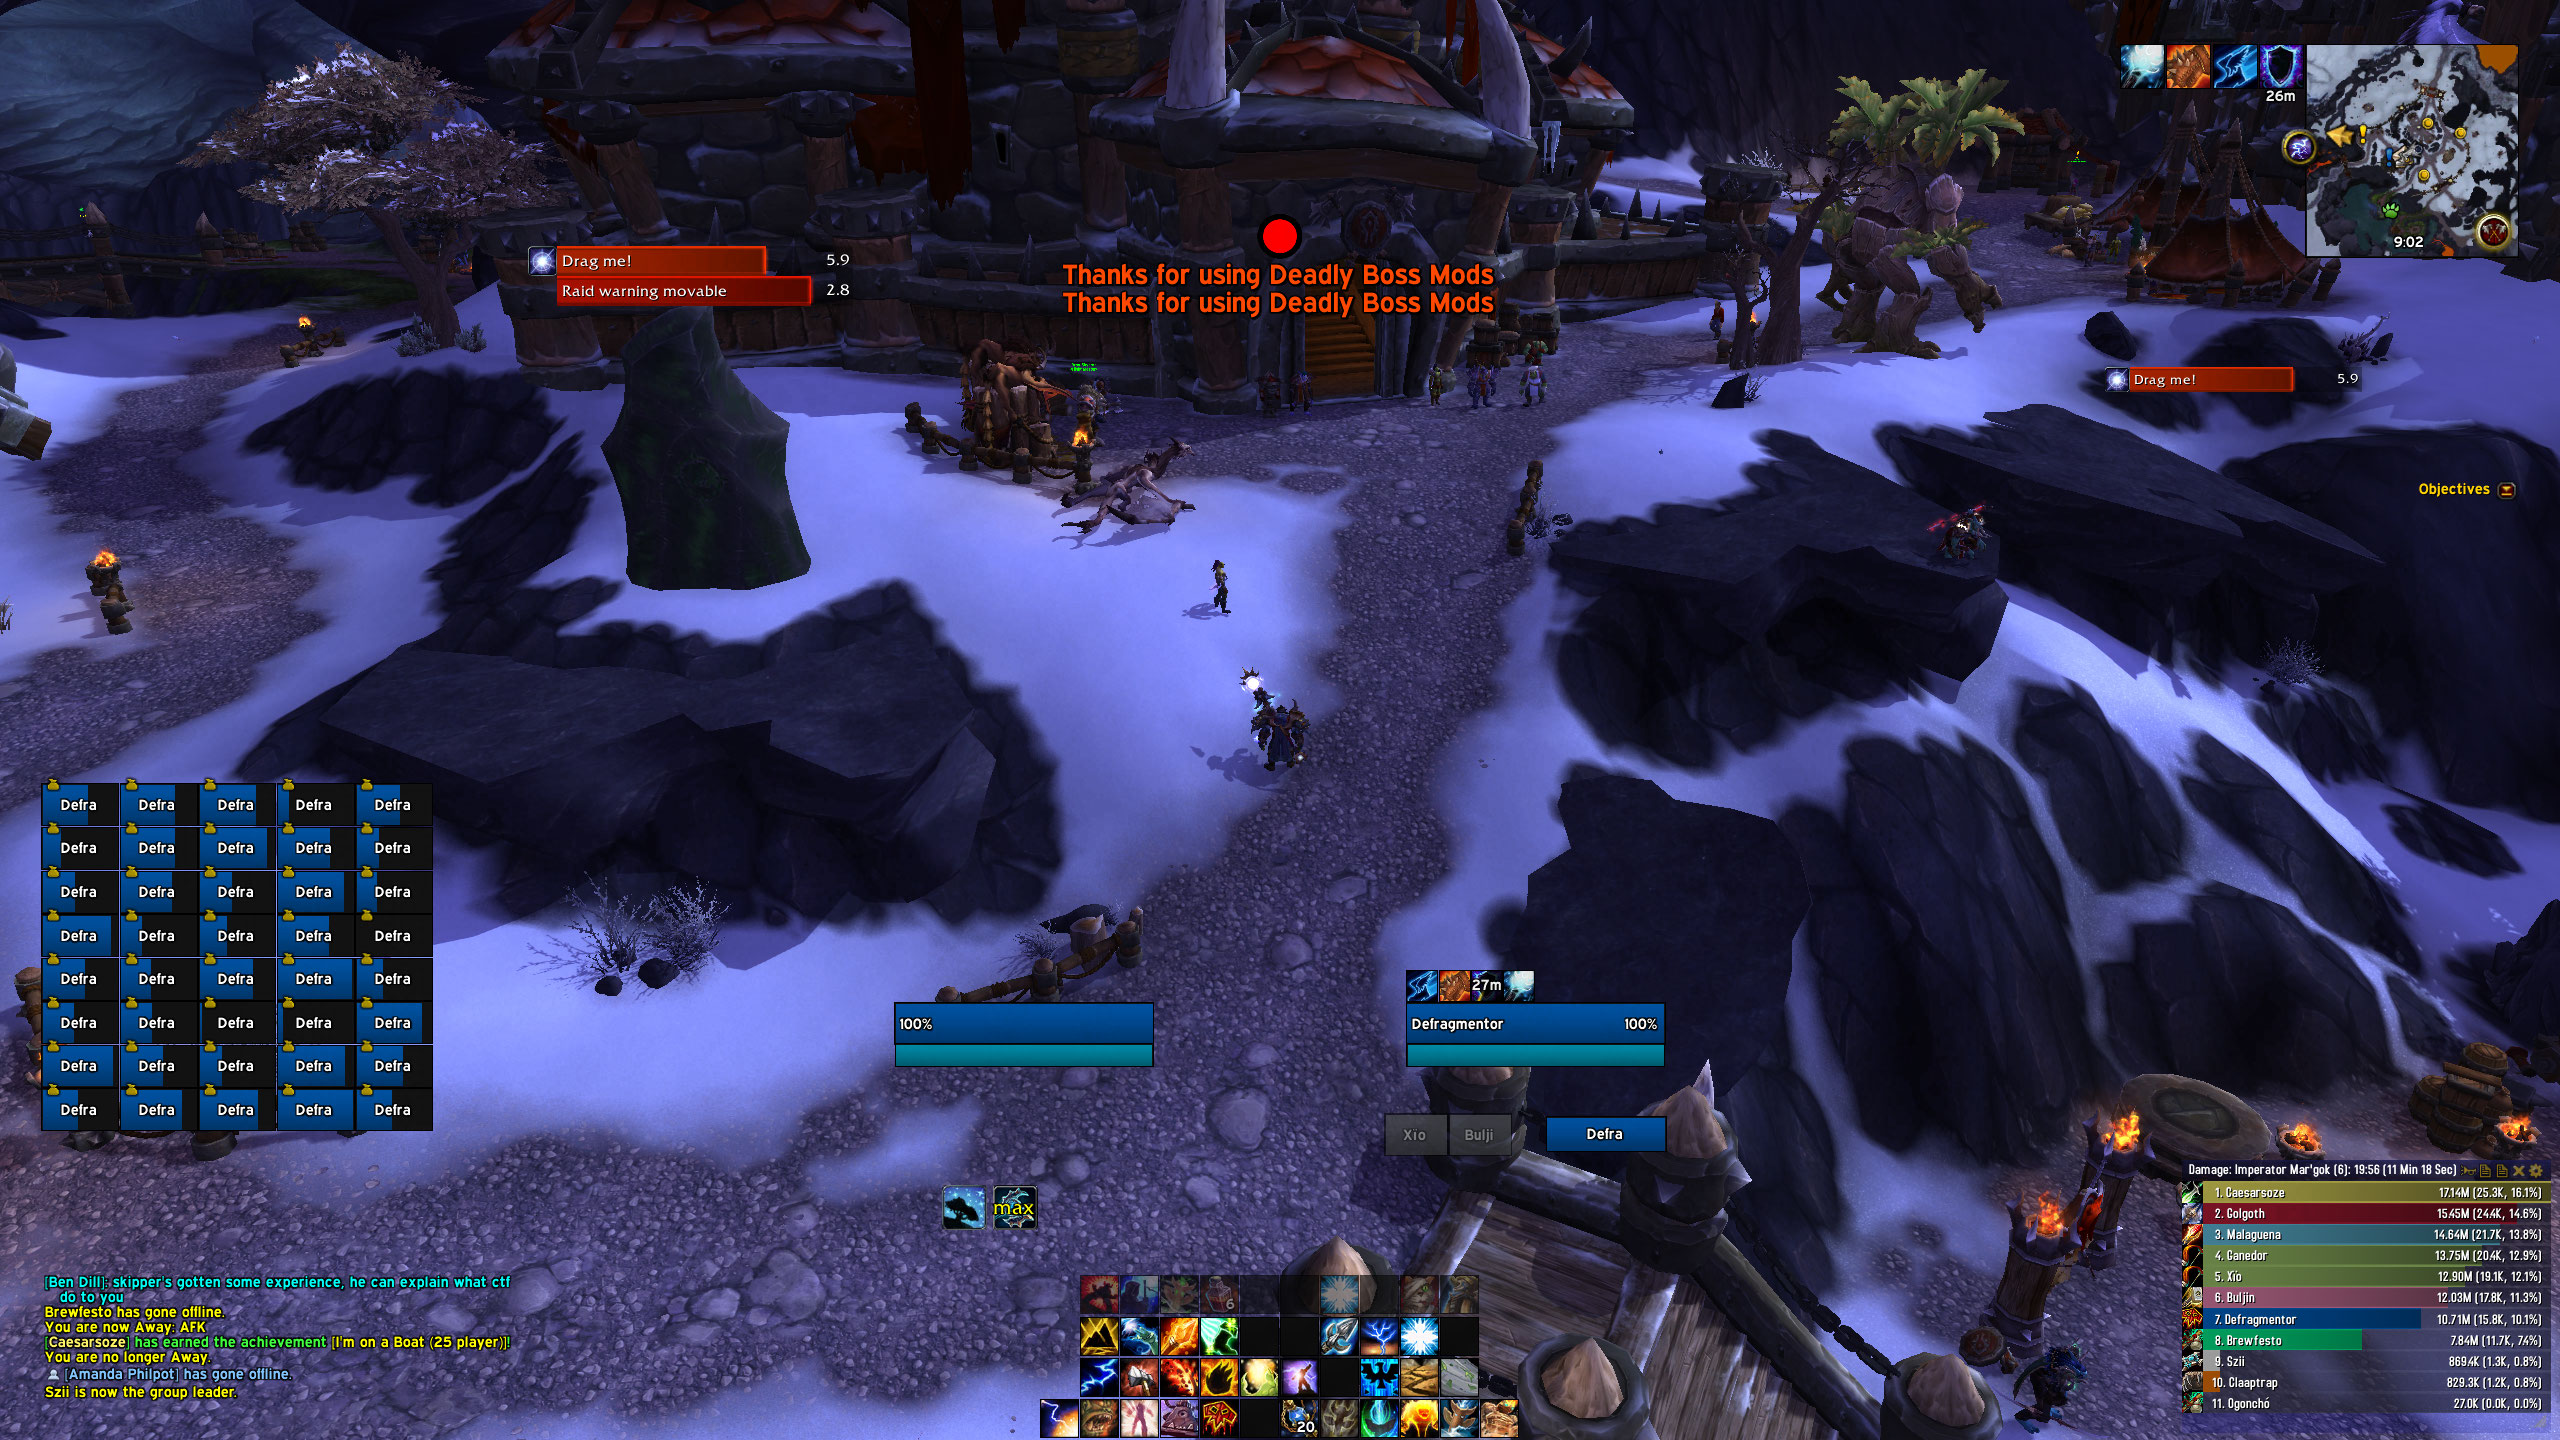 26m
9:02
Drag me! 5.9
Raid warning movable 2.8
Thanks for using Deadly Boss Mods
Thanks for using Deadly Boss Mods
Drag me! 5.9
Objectives
Defra Defra Defra Defra Defra
Defra Defra Defra Defra Defra
Defra Defra Defra Defra Defra
Defra Defra Defra Defra Defra
Defra Defra Defra Defra Defra
Defra Defra Defra Defra Defra
Defra Defra Defra Defra Defra
Defra Defra Defra Defra Defra
27m
100%
Defragmentor 100%
Xïo Bulji Defra
max
[Ben Dill]: skipper's gotten some experience, he can explain what ctf
do to you
Brewfesto has gone offline.
You are now Away: AFK
[Caesarsoze] has earned the achievement [I'm on a Boat (25 player)]!
You are no longer Away.
[Amanda Philpot] has gone offline.
Szii is now the group leader.
6
20
Damage: Imperator Mar'gok (6): 19:56 (11 Min 18 Sec)
1. Caesarsoze 17.14M (25.3K, 16.1%)
2. Golgoth 15.45M (24.4K, 14.6%)
3. Malaguena 14.64M (21.7K, 13.8%)
4. Ganedor 13.75M (20.4K, 12.9%)
5. Xïo 12.90M (19.1K, 12.1%)
6. Buljin 12.03M (17.8K, 11.3%)
7. Defragmentor 10.71M (15.8K, 10.1%)
8. Brewfesto 7.84M (11.7K, 7.4%)
9. Szii 869.4K (1.3K, 0.8%)
10. Claaptrap 829.3K (1.2K, 0.8%)
11. Ogonchó 27.0K (0.0K, 0.0%)